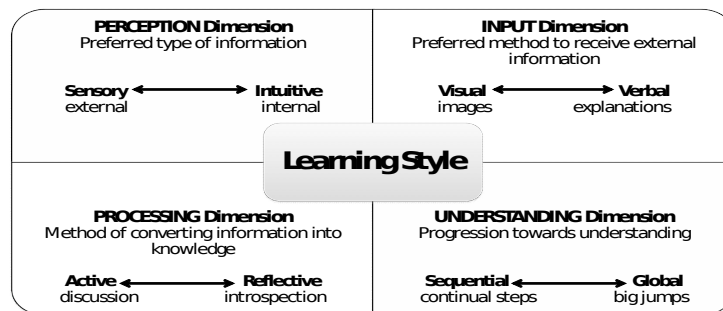 PERCEPTION Dimension
Preferred type of information
Sensory Intuitive
external internal
INPUT Dimension
Preferred method to receive external
information
Visual Verbal
images explanations
Learning Style
PROCESSING Dimension
Method of converting information into
knowledge
Active Reflective
discussion introspection
UNDERSTANDING Dimension
Progression towards understanding
Sequential Global
continual steps big jumps